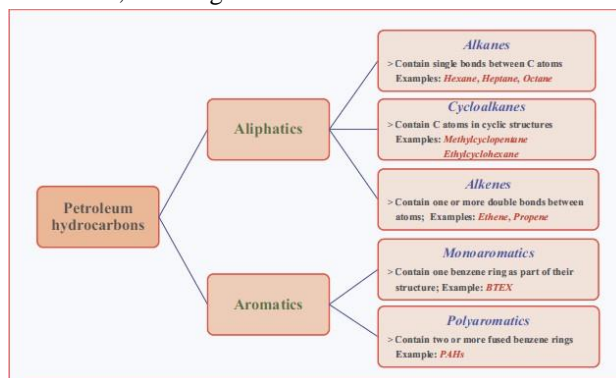 Alkanes
> Contain single bonds between C atoms
Examples: Hexane, Heptane, Octane
Cycloalkanes
> Contain C atoms in cyclic structures
Examples: Methylcyclopentane
Ethylcyclohexane
Aliphatics
Alkenes
> Contain one or more double bonds between
atoms; Examples: Ethene, Propene
Petroleum
hydrocarbons
Monoaromatics
> Contain one benzene ring as part of their
structure; Example: BTEX
Aromatics
Polyaromatics
> Contain two or more fused benzene rings
Example: PAHs